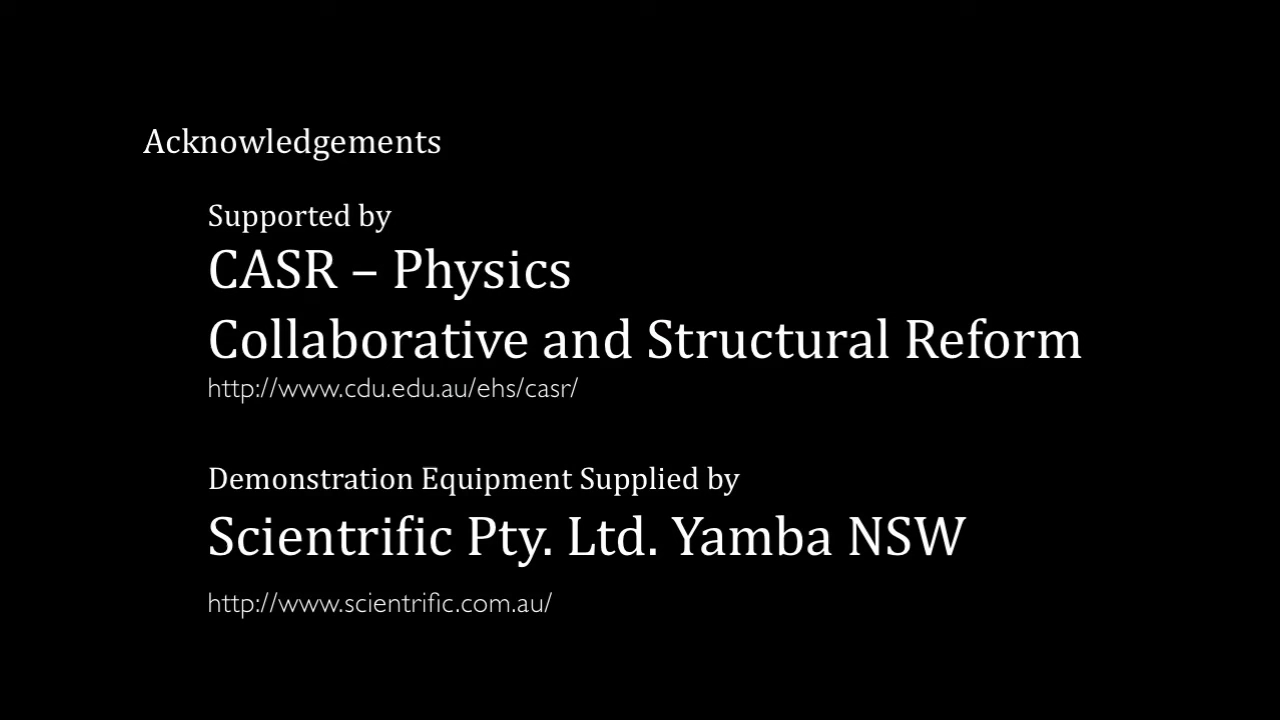 Acknowledgements
Supported by
CASR – Physics
Collaborative and Structural Reform
http://www.cdu.edu.au/ehs/casr/
Demonstration Equipment Supplied by
Scientrific Pty. Ltd. Yamba NSW
http://www.scientrific.com.au/